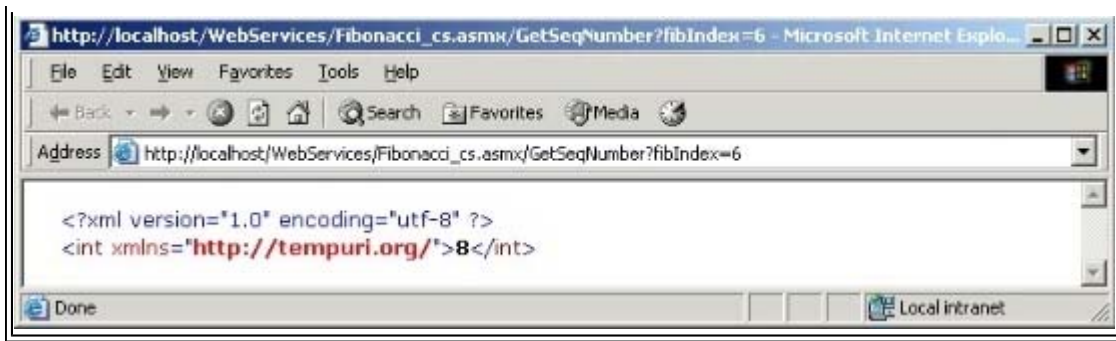 http://localhost/WebServices/Fibonacci_cs.asmx/GetSeqNumber?fibIndex=6 - Microsoft Internet Explo...
File Edit View Favorites Tools Help
Back Search Favorites Media
Address http://localhost/WebServices/Fibonacci_cs.asmx/GetSeqNumber?fibIndex=6
<?xml version="1.0" encoding="utf-8" ?>
<int xmlns="http://tempuri.org/">8</int>
Done Local intranet